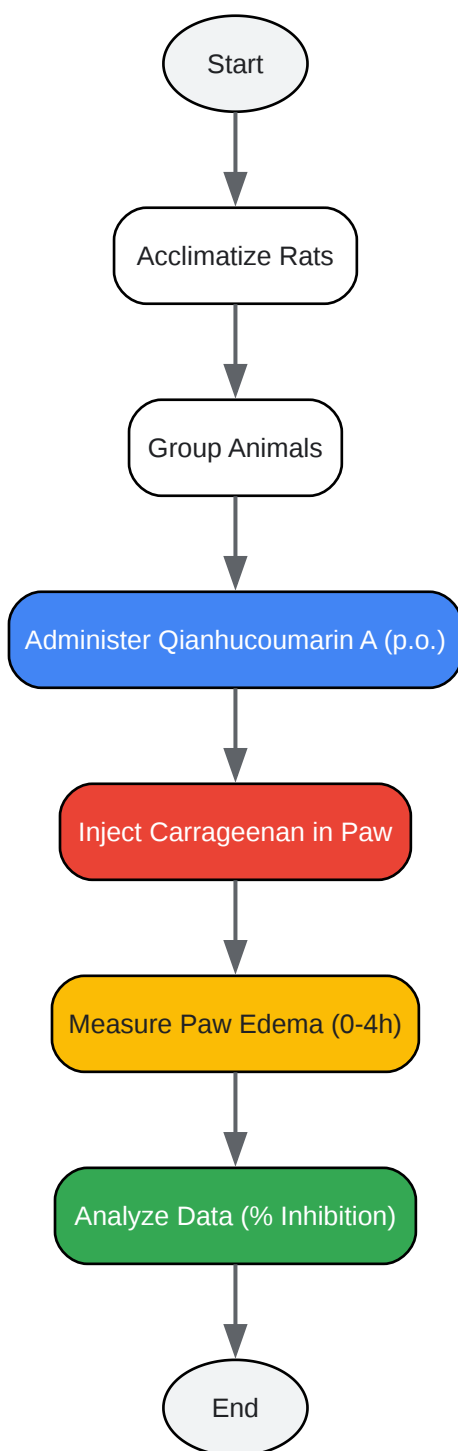 Start
Acclimatize Rats
Group Animals
Administer Qianhucoumarin A (p.o.)
Inject Carrageenan in Paw
Measure Paw Edema (0-4h)
Analyze Data (% Inhibition)
End